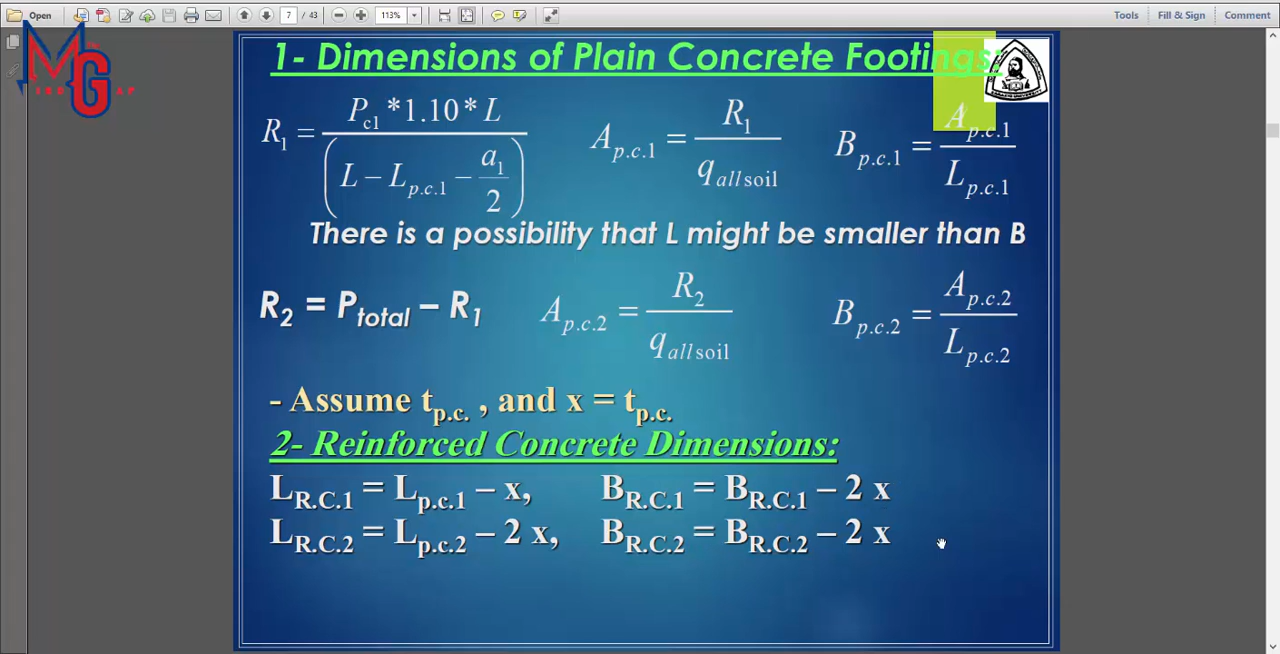 Open 7 / 43 113% Tools Fill & Sign Comment
MG
1- Dimensions of Plain Concrete Footings:
R1 = Pc1 *1.10* L / (L − Lp.c.1 − a1/2) Ap.c.1 = R1 / qall soil Bp.c.1 = Ap.c.1 / Lp.c.1
There is a possibility that L might be smaller than B
R2 = Ptotal – R1 Ap.c.2 = R2 / qall soil Bp.c.2 = Ap.c.2 / Lp.c.2
- Assume tp.c. , and x = tp.c.
2- Reinforced Concrete Dimensions:
LR.C.1 = Lp.c.1 – x, BR.C.1 = BR.C.1 – 2 x
LR.C.2 = Lp.c.2 – 2 x, BR.C.2 = BR.C.2 – 2 x